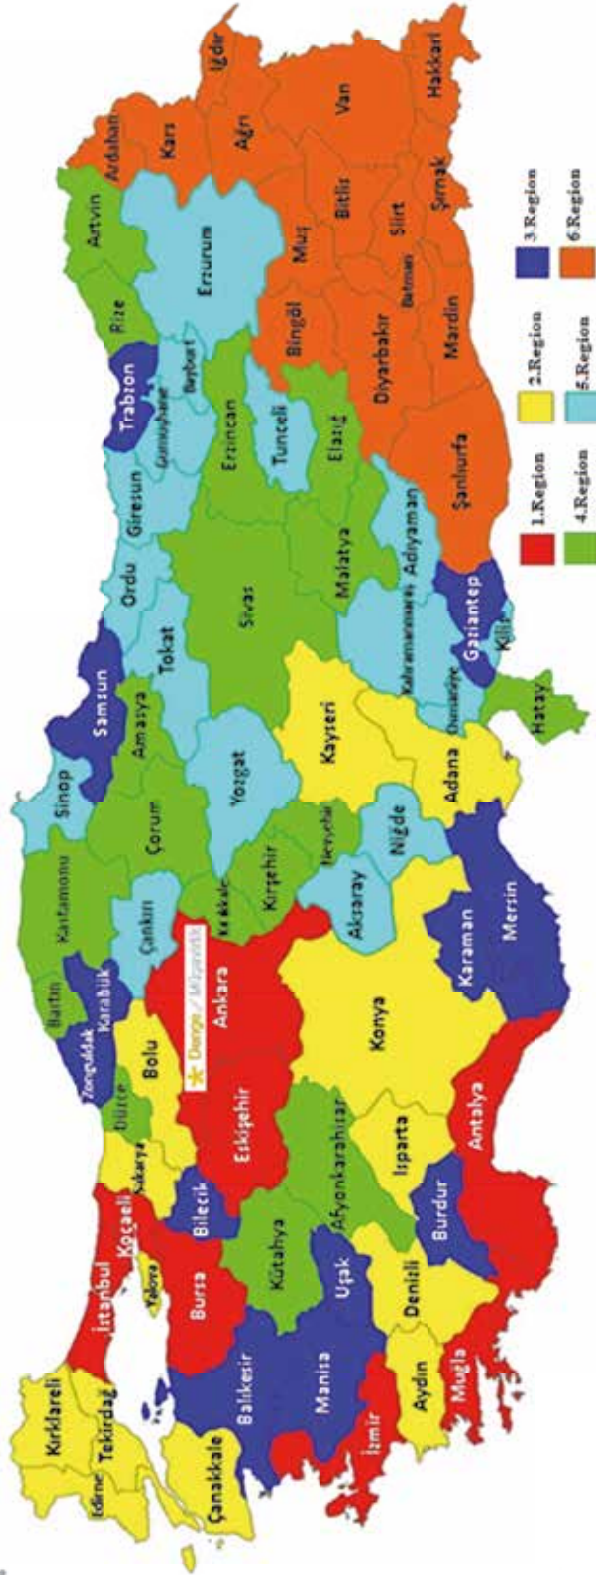 Kırklareli
Edirne
Tekirdağ
Çanakkale
İstanbul
Koçaeli
Yalova
Bursa
Balıkesir
Manisa
İzmir
Aydın
Muğla
Denizli
Uşak
Kütahya
Bilecik
Sakarya
Düzce
Bolu
Zonguldak
Bartın
Karabük
Kastamonu
Çankırı
* Denge / Müşavirlik
Ankara
Eskişehir
Afyonkarahisar
Isparta
Burdur
Antalya
Konya
Karaman
Mersin
Aksaray
Niğde
Nevşehir
Kırşehir
Kırıkkale
Çorum
Sinop
Samsun
Amasya
Tokat
Yozgat
Kayseri
Adana
Hatay
Osmaniye
Kilis
Gaziantep
Kahramanmaraş
Adıyaman
Malatya
Sivas
Ordu
Giresun
Gümüşhane
Trabzon
Bayburt
Rize
Artvin
Ardahan
Kars
Iğdır
Ağrı
Erzurum
Erzincan
Tunceli
Elazığ
Bingöl
Muş
Bitlis
Van
Hakkari
Şırnak
Siirt
Batman
Diyarbakır
Mardin
Şanlıurfa
1.Region
2.Region
3.Region
4.Region
5.Region
6.Region